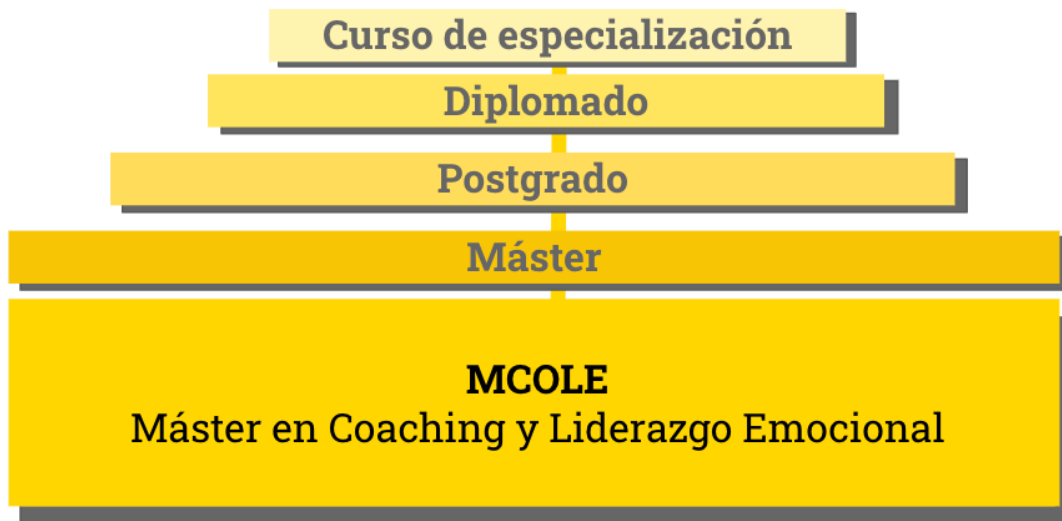 Curso de especialización
Diplomado
Postgrado
Máster
MCOLE
Máster en Coaching y Liderazgo Emocional